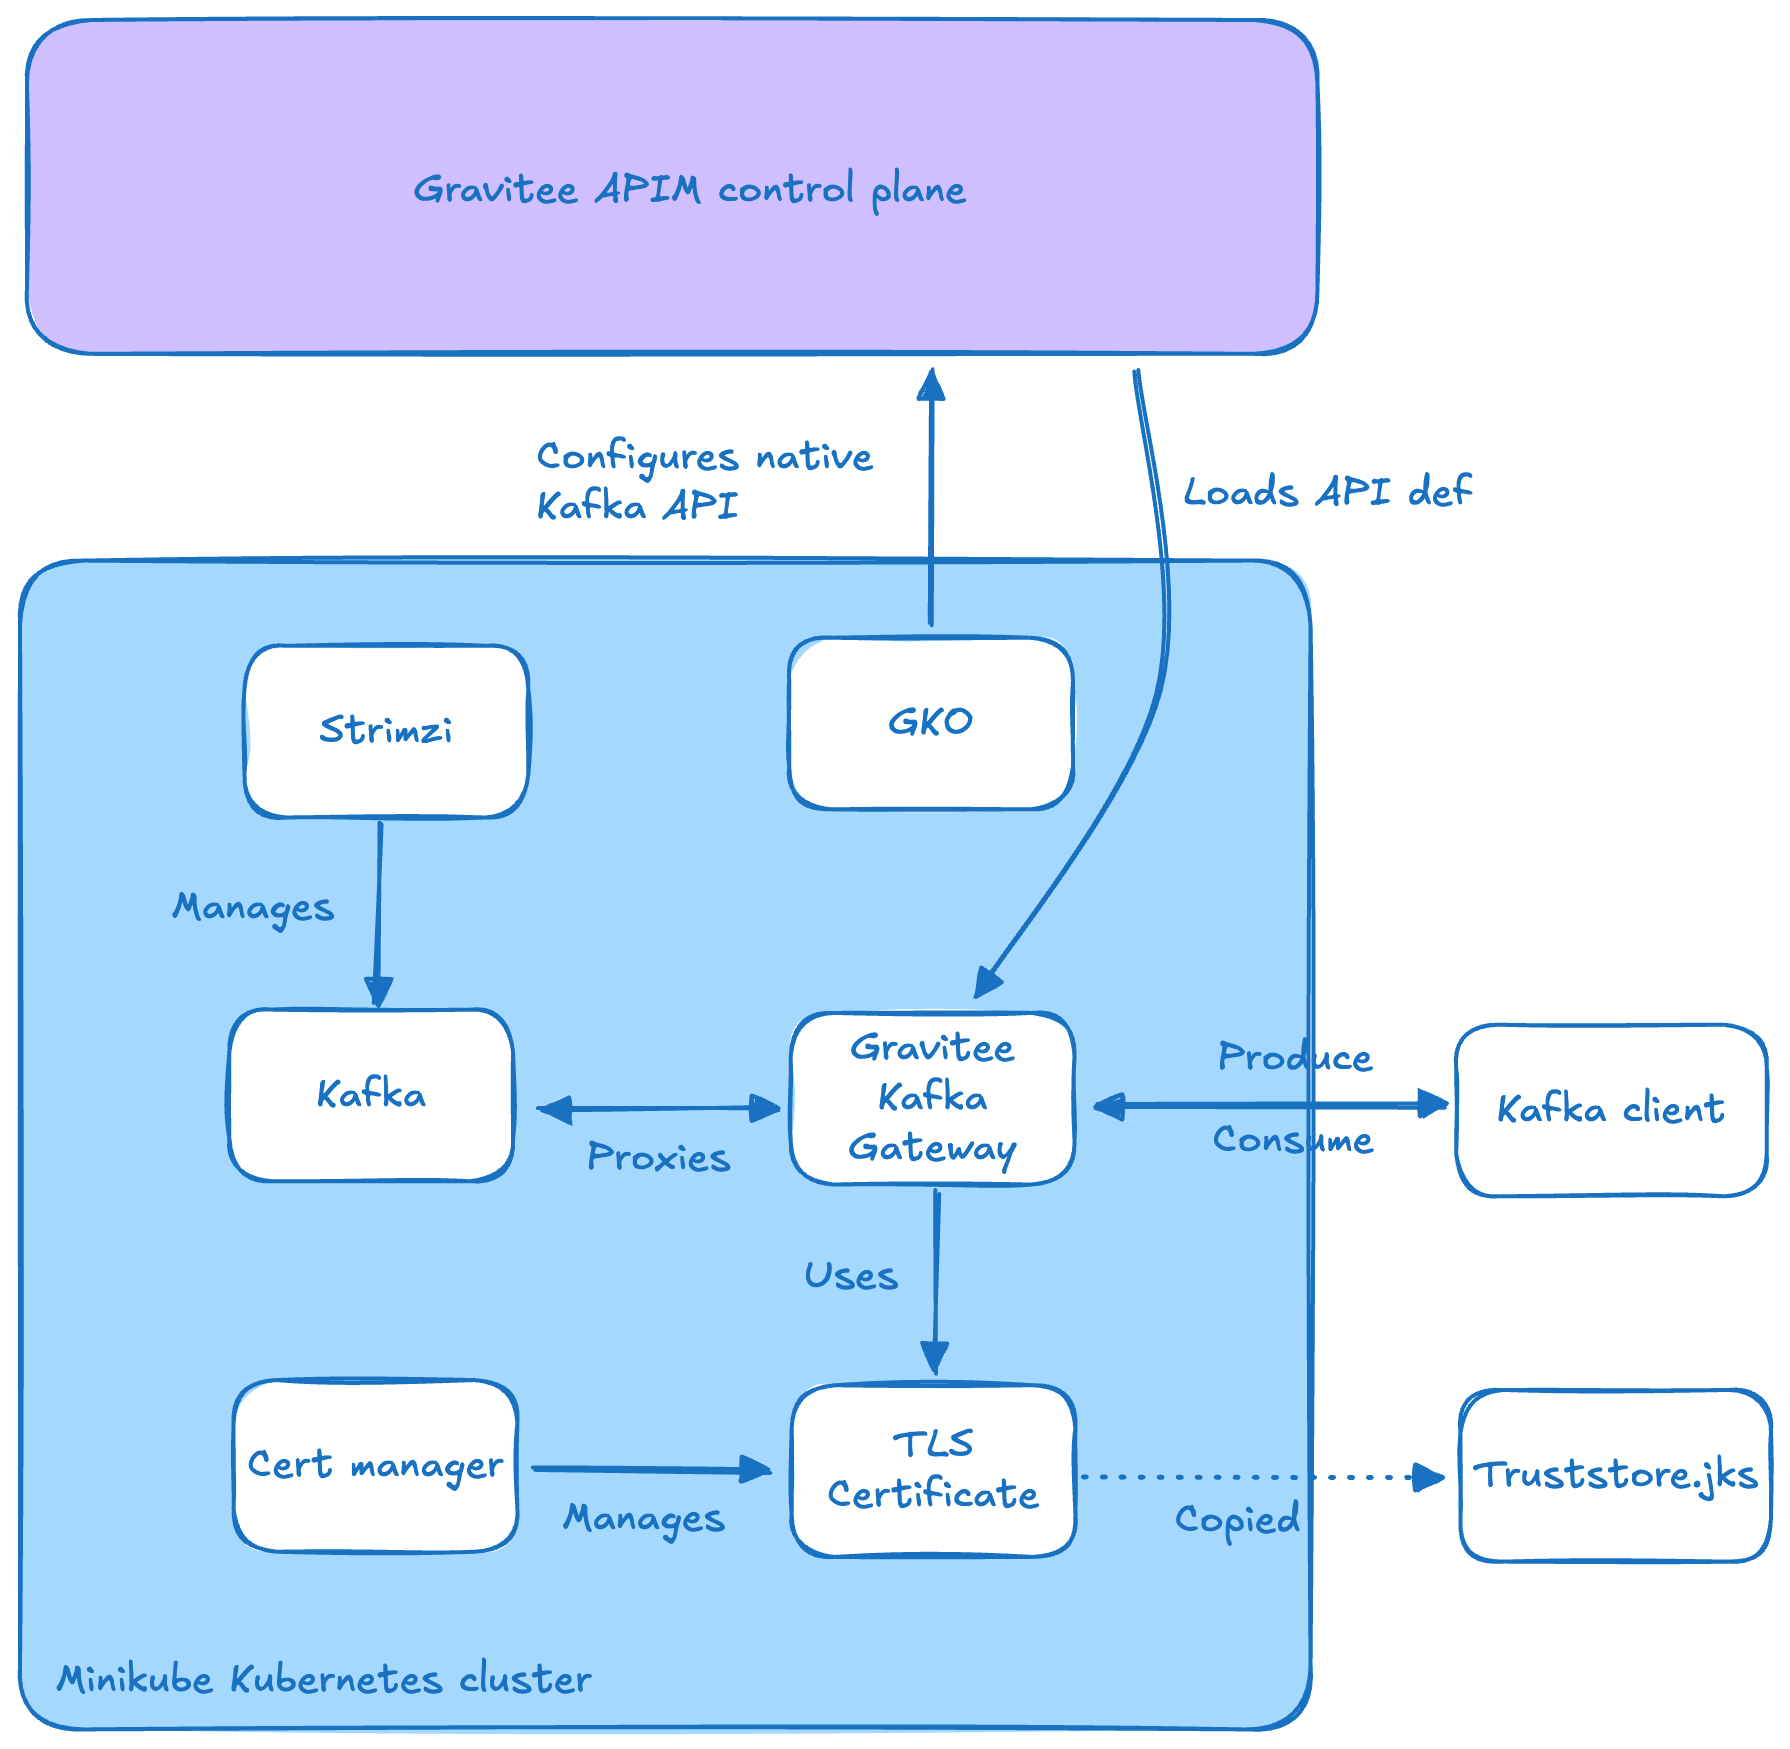 Gravitee APIM control plane
Configures native
Kafka API
Loads API def
Strimzi
GKO
Manages
Kafka
Gravitee
Kafka
Gateway
Proxies
Produce
Consume
Kafka client
Uses
Cert manager
Manages
TLS
Certificate
Copied
Truststore.jks
Minikube Kubernetes cluster